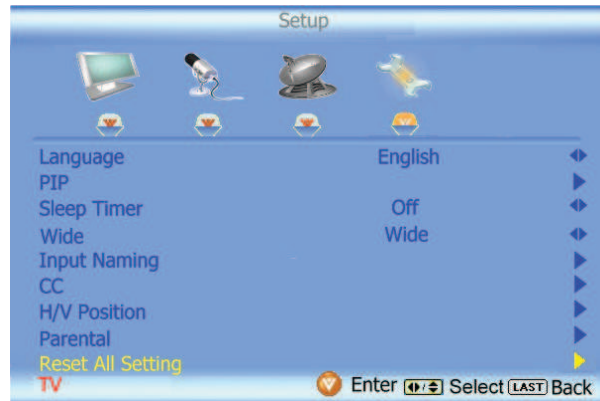 Setup
Language English
PIP
Sleep Timer Off
Wide Wide
Input Naming
CC
H/V Position
Parental
Reset All Setting
TV Enter Select LAST Back